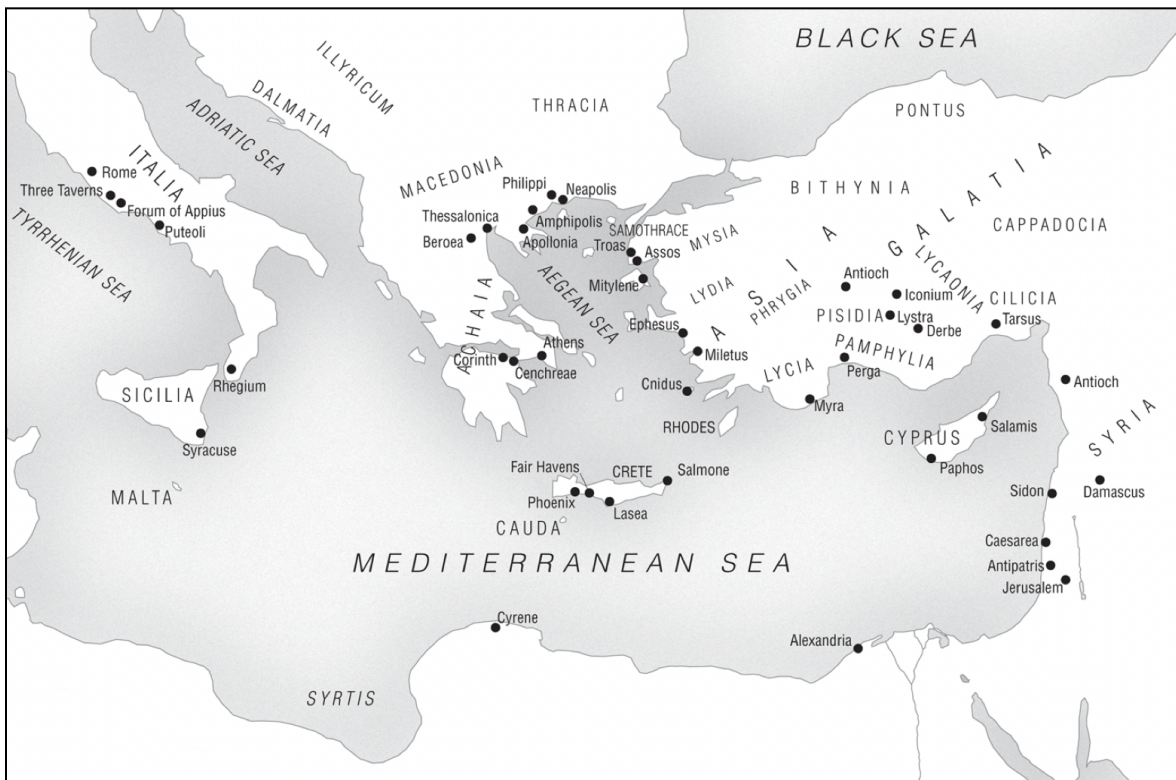 BLACK SEA
ILLYRICUM
DALMATIA
ADRIATIC SEA
THRACIA
PONTUS
ITALIA
Rome
Three Taverns
Forum of Appius
Puteoli
TYRRHENIAN SEA
MACEDONIA
Philippi
Neapolis
Amphipolis
Apollonia
Thessalonica
Beroea
SAMOTHRACE
Troas
Assos
Mitylene
MYSIA
BITHYNIA
GALATIA
CAPPADOCIA
ASIA
LYDIA
PHRYGIA
Antioch
Iconium
LYCAONIA
PISIDIA
Lystra
Derbe
CILICIA
Tarsus
AEGEAN SEA
ACHAIA
Athens
Corinth
Cenchreae
Ephesus
Miletus
Cnidus
LYCIA
PAMPHYLIA
Perga
Myra
RHODES
Antioch
SYRIA
CYPRUS
Salamis
Paphos
SICILIA
Rhegium
Syracuse
MALTA
Fair Havens
CRETE
Salmone
Phoenix
Lasea
CAUDA
Sidon
Damascus
MEDITERRANEAN SEA
Caesarea
Antipatris
Jerusalem
Cyrene
Alexandria
SYRTIS